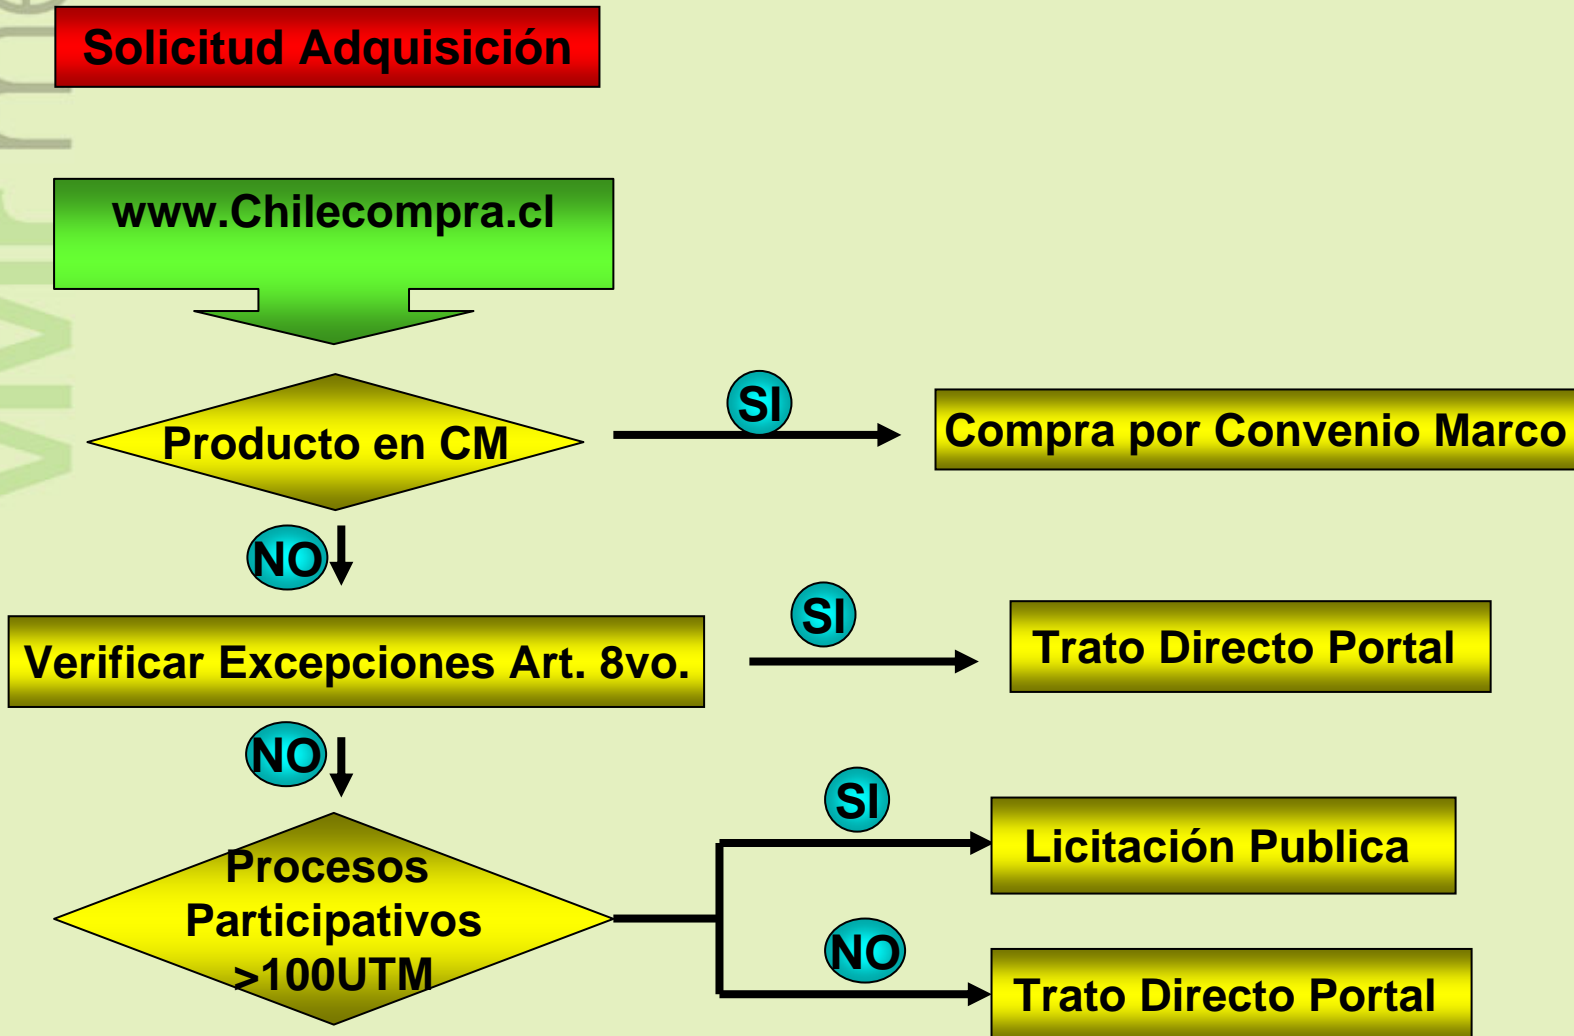 Solicitud Adquisición
www.Chilecompra.cl
Producto en CM
SI
Compra por Convenio Marco
NO
Verificar Excepciones Art. 8vo.
SI
Trato Directo Portal
NO
Procesos
Participativos
>100UTM
SI
Licitación Publica
NO
Trato Directo Portal
vivir